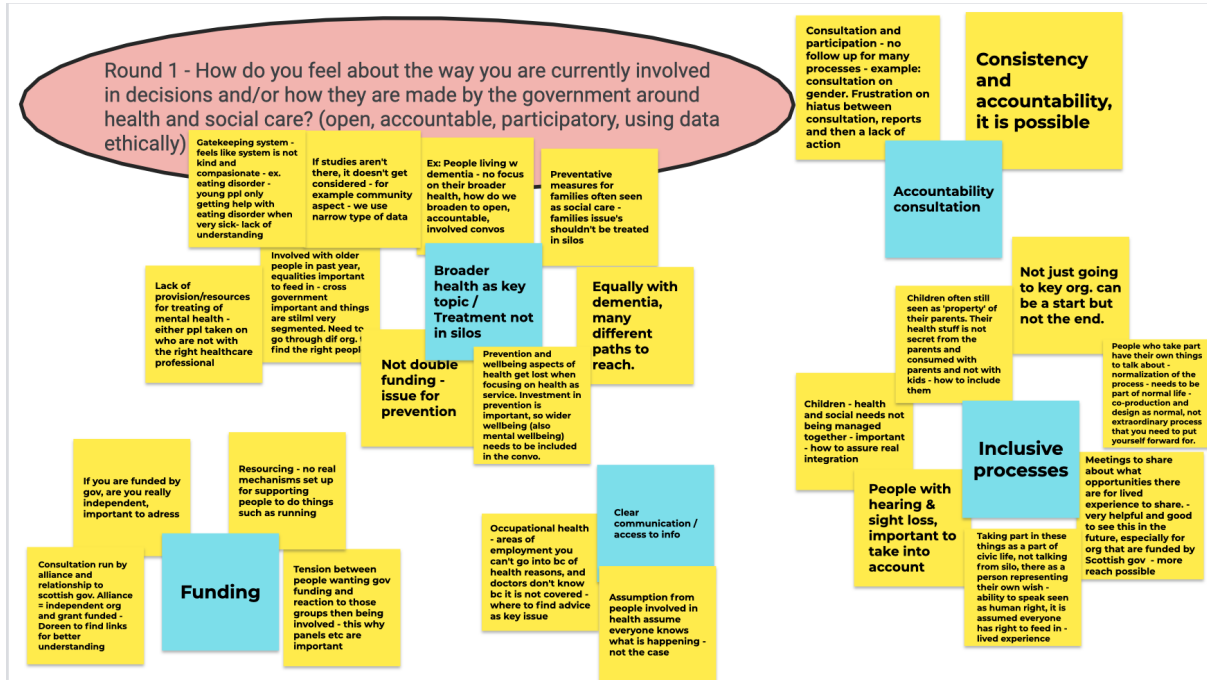 Round 1 - How do you feel about the way you are currently involved
in decisions and/or how they are made by the government around
health and social care? (open, accountable, participatory, using data
ethically)
Gatekeeping system -
feels like system is not
kind and
compasionate - ex.
eating disorder -
young ppl only
getting help with
eating disorder when
very sick- lack of
understanding
If studies aren't
there, it doesn't get
considered - for
example community
aspect - we use
narrow type of data
Ex: People living w
dementia - no focus
on their broader
health, how do we
broaden to open,
accountable,
involved convos
Preventative
measures for
families often seen
as social care -
families issue's
shouldn't be treated
in silos
Lack of
provision/resources
for treating of
mental health -
either ppl taken on
who are not with
the right healthcare
professional
Involved with older
people in past year,
equalities important
to feed in - cross
government
important and things
are stilml very
segmented. Need to
go through dif org.
find the right people
Broader
health as key
topic /
Treatment not
in silos
Equally with
dementia,
many
different
paths to
reach.
Not double
funding -
issue for
prevention
Prevention and
wellbeing aspects of
health get lost when
focusing on health as
service. Investment in
prevention is
important, so wider
wellbeing (also
mental wellbeing)
needs to be included
in the convo.
If you are funded by
gov, are you really
independent,
important to adress
Resourcing - no real
mechanisms set up
for supporting
people to do things
such as running
Funding
Consultation run by
alliance and
relationship to
scottish gov. Alliance
= independent org
and grant funded -
Doreen to find links
for better
understanding
Tension between
people wanting gov
funding and
reaction to those
groups then being
involved - this why
panels etc are
important
Clear
communication /
access to info
Occupational health
- areas of
employment you
can't go into bc of
health reasons, and
doctors don't know
bc it is not covered -
where to find advice
as key issue
Assumption from
people involved in
health assume
everyone knows
what is happening -
not the case
Consultation and
participation - no
follow up for many
processes - example:
consultation on
gender. Frustration on
hiatus between
consultation, reports
and then a lack of
action
Consistency
and
accountability,
it is possible
Accountability
consultation
Not just going
to key org. can
be a start but
not the end.
Children often still
seen as 'property' of
their parents. Their
health stuff is not
secret from the
parents and
consumed with
parents and not with
kids - how to include
them
People who take part
have their own things
to talk about -
normalization of the
process - needs to be
part of normal life -
co-production and
design as normal, not
extraordinary process
that you need to put
yourself forward for.
Children - health
and social needs not
being managed
together - important
- how to assure real
integration
Inclusive
processes
People with
hearing &
sight loss,
important to
take into
account
Meetings to share
about what
opportunities there
are for lived
experience to share. -
very helpful and good
to see this in the
future, especially for
org that are funded by
Scottish gov - more
reach possible
Taking part in these
things as a part of
civic life, not talking
from silo, there as a
person representing
their own wish -
ability to speak seen
as human right, it is
assumed everyone
has right to feed in -
lived experience